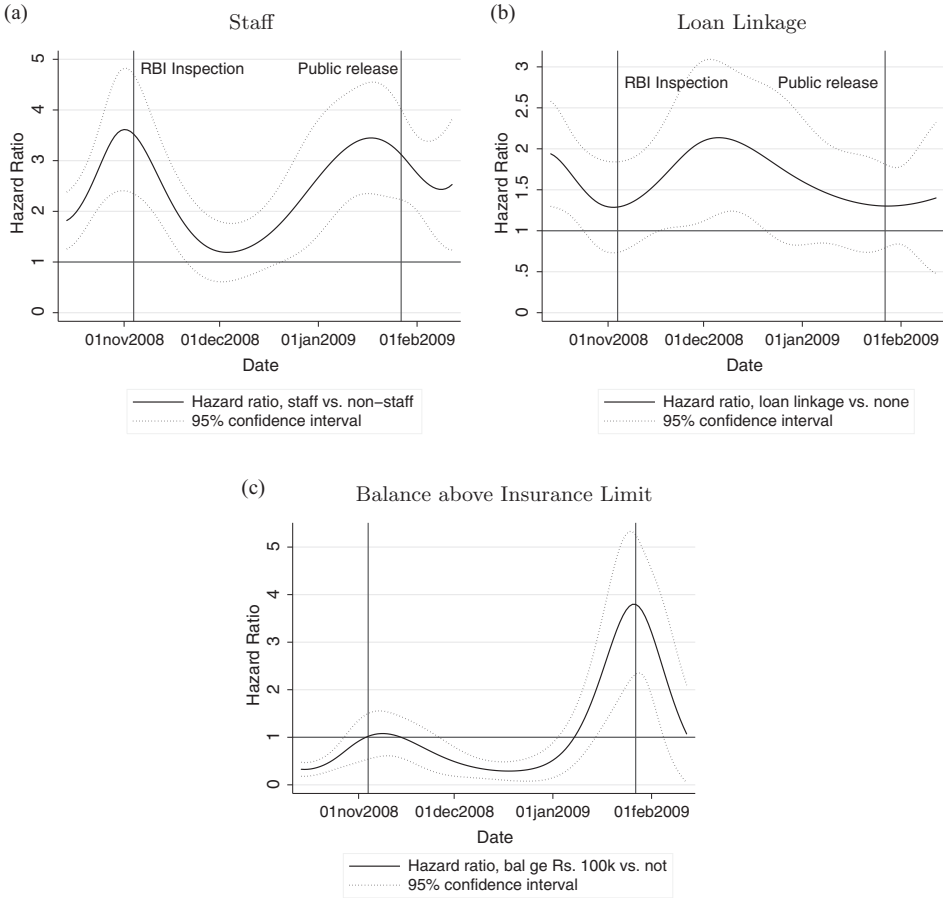 (a)
Staff
RBI Inspection
Public release
Hazard Ratio
5
4
3
2
1
0
01nov2008 01dec2008 01jan2009 01feb2009
Date
Hazard ratio, staff vs. non−staff
95% confidence interval
(b)
Loan Linkage
RBI Inspection
Public release
Hazard Ratio
3
2.5
2
1.5
1
.5
0
01nov2008 01dec2008 01jan2009 01feb2009
Date
Hazard ratio, loan linkage vs. none
95% confidence interval
(c)
Balance above Insurance Limit
Hazard Ratio
5
4
3
2
1
0
01nov2008 01dec2008 01jan2009 01feb2009
Date
Hazard ratio, bal ge Rs. 100k vs. not
95% confidence interval